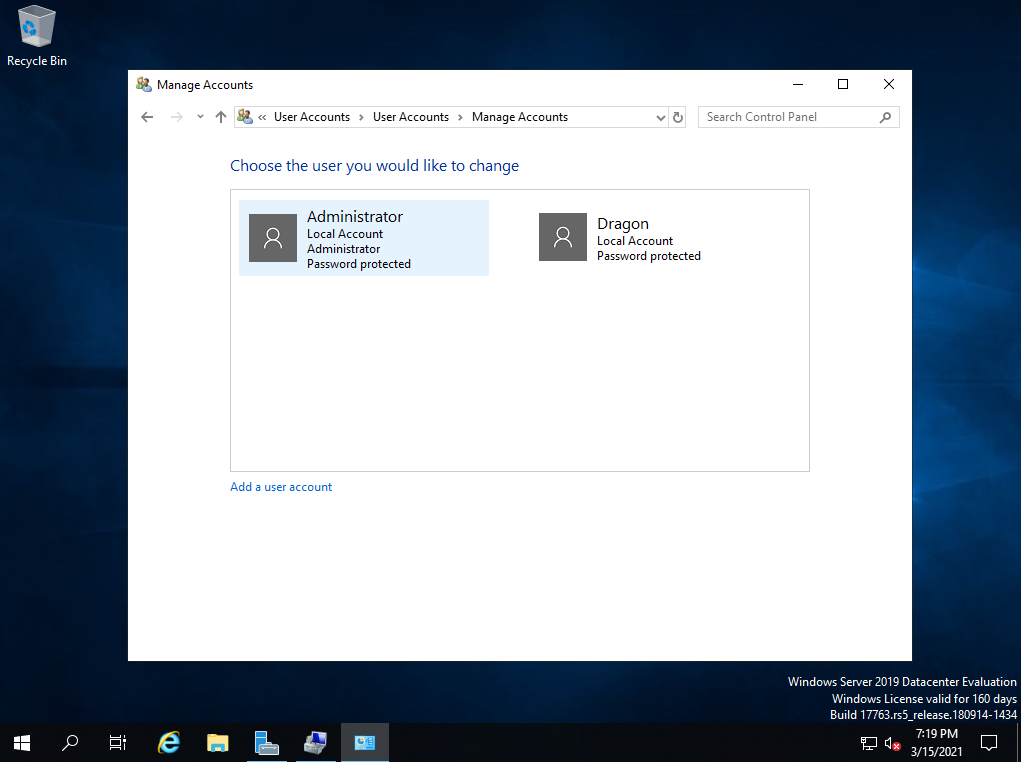 Recycle Bin
Manage Accounts
« User Accounts > User Accounts > Manage Accounts
Search Control Panel
Choose the user you would like to change
Administrator
Local Account
Administrator
Password protected
Dragon
Local Account
Password protected
Add a user account
Windows Server 2019 Datacenter Evaluation
Windows License valid for 160 days
Build 17763.rs5_release.180914-1434
7:19 PM
3/15/2021